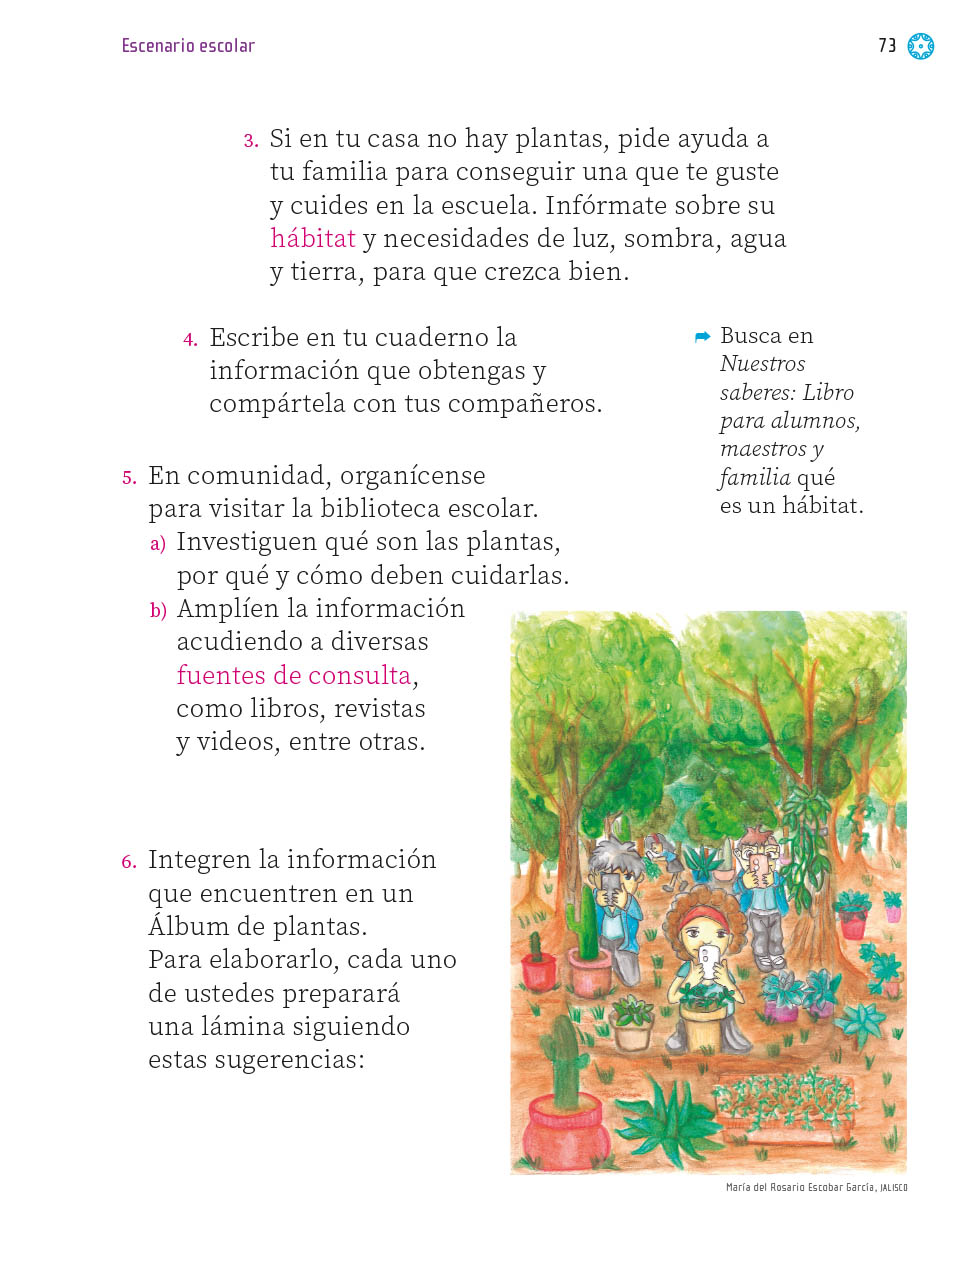 Escenario escolar
73
3. Si en tu casa no hay plantas, pide ayuda a
tu familia para conseguir una que te guste
y cuides en la escuela. Infórmate sobre su
hábitat y necesidades de luz, sombra, agua
y tierra, para que crezca bien.
4. Escribe en tu cuaderno la
información que obtengas y
compártela con tus compañeros.
Busca en
Nuestros
saberes: Libro
para alumnos,
maestros y
familia qué
es un hábitat.
5. En comunidad, organícense
para visitar la biblioteca escolar.
a) Investiguen qué son las plantas,
por qué y cómo deben cuidarlas.
b) Amplíen la información
acudiendo a diversas
fuentes de consulta,
como libros, revistas
y videos, entre otras.
6. Integren la información
que encuentren en un
Álbum de plantas.
Para elaborarlo, cada uno
de ustedes preparará
una lámina siguiendo
estas sugerencias:
María del Rosario Escobar García, JALISCO